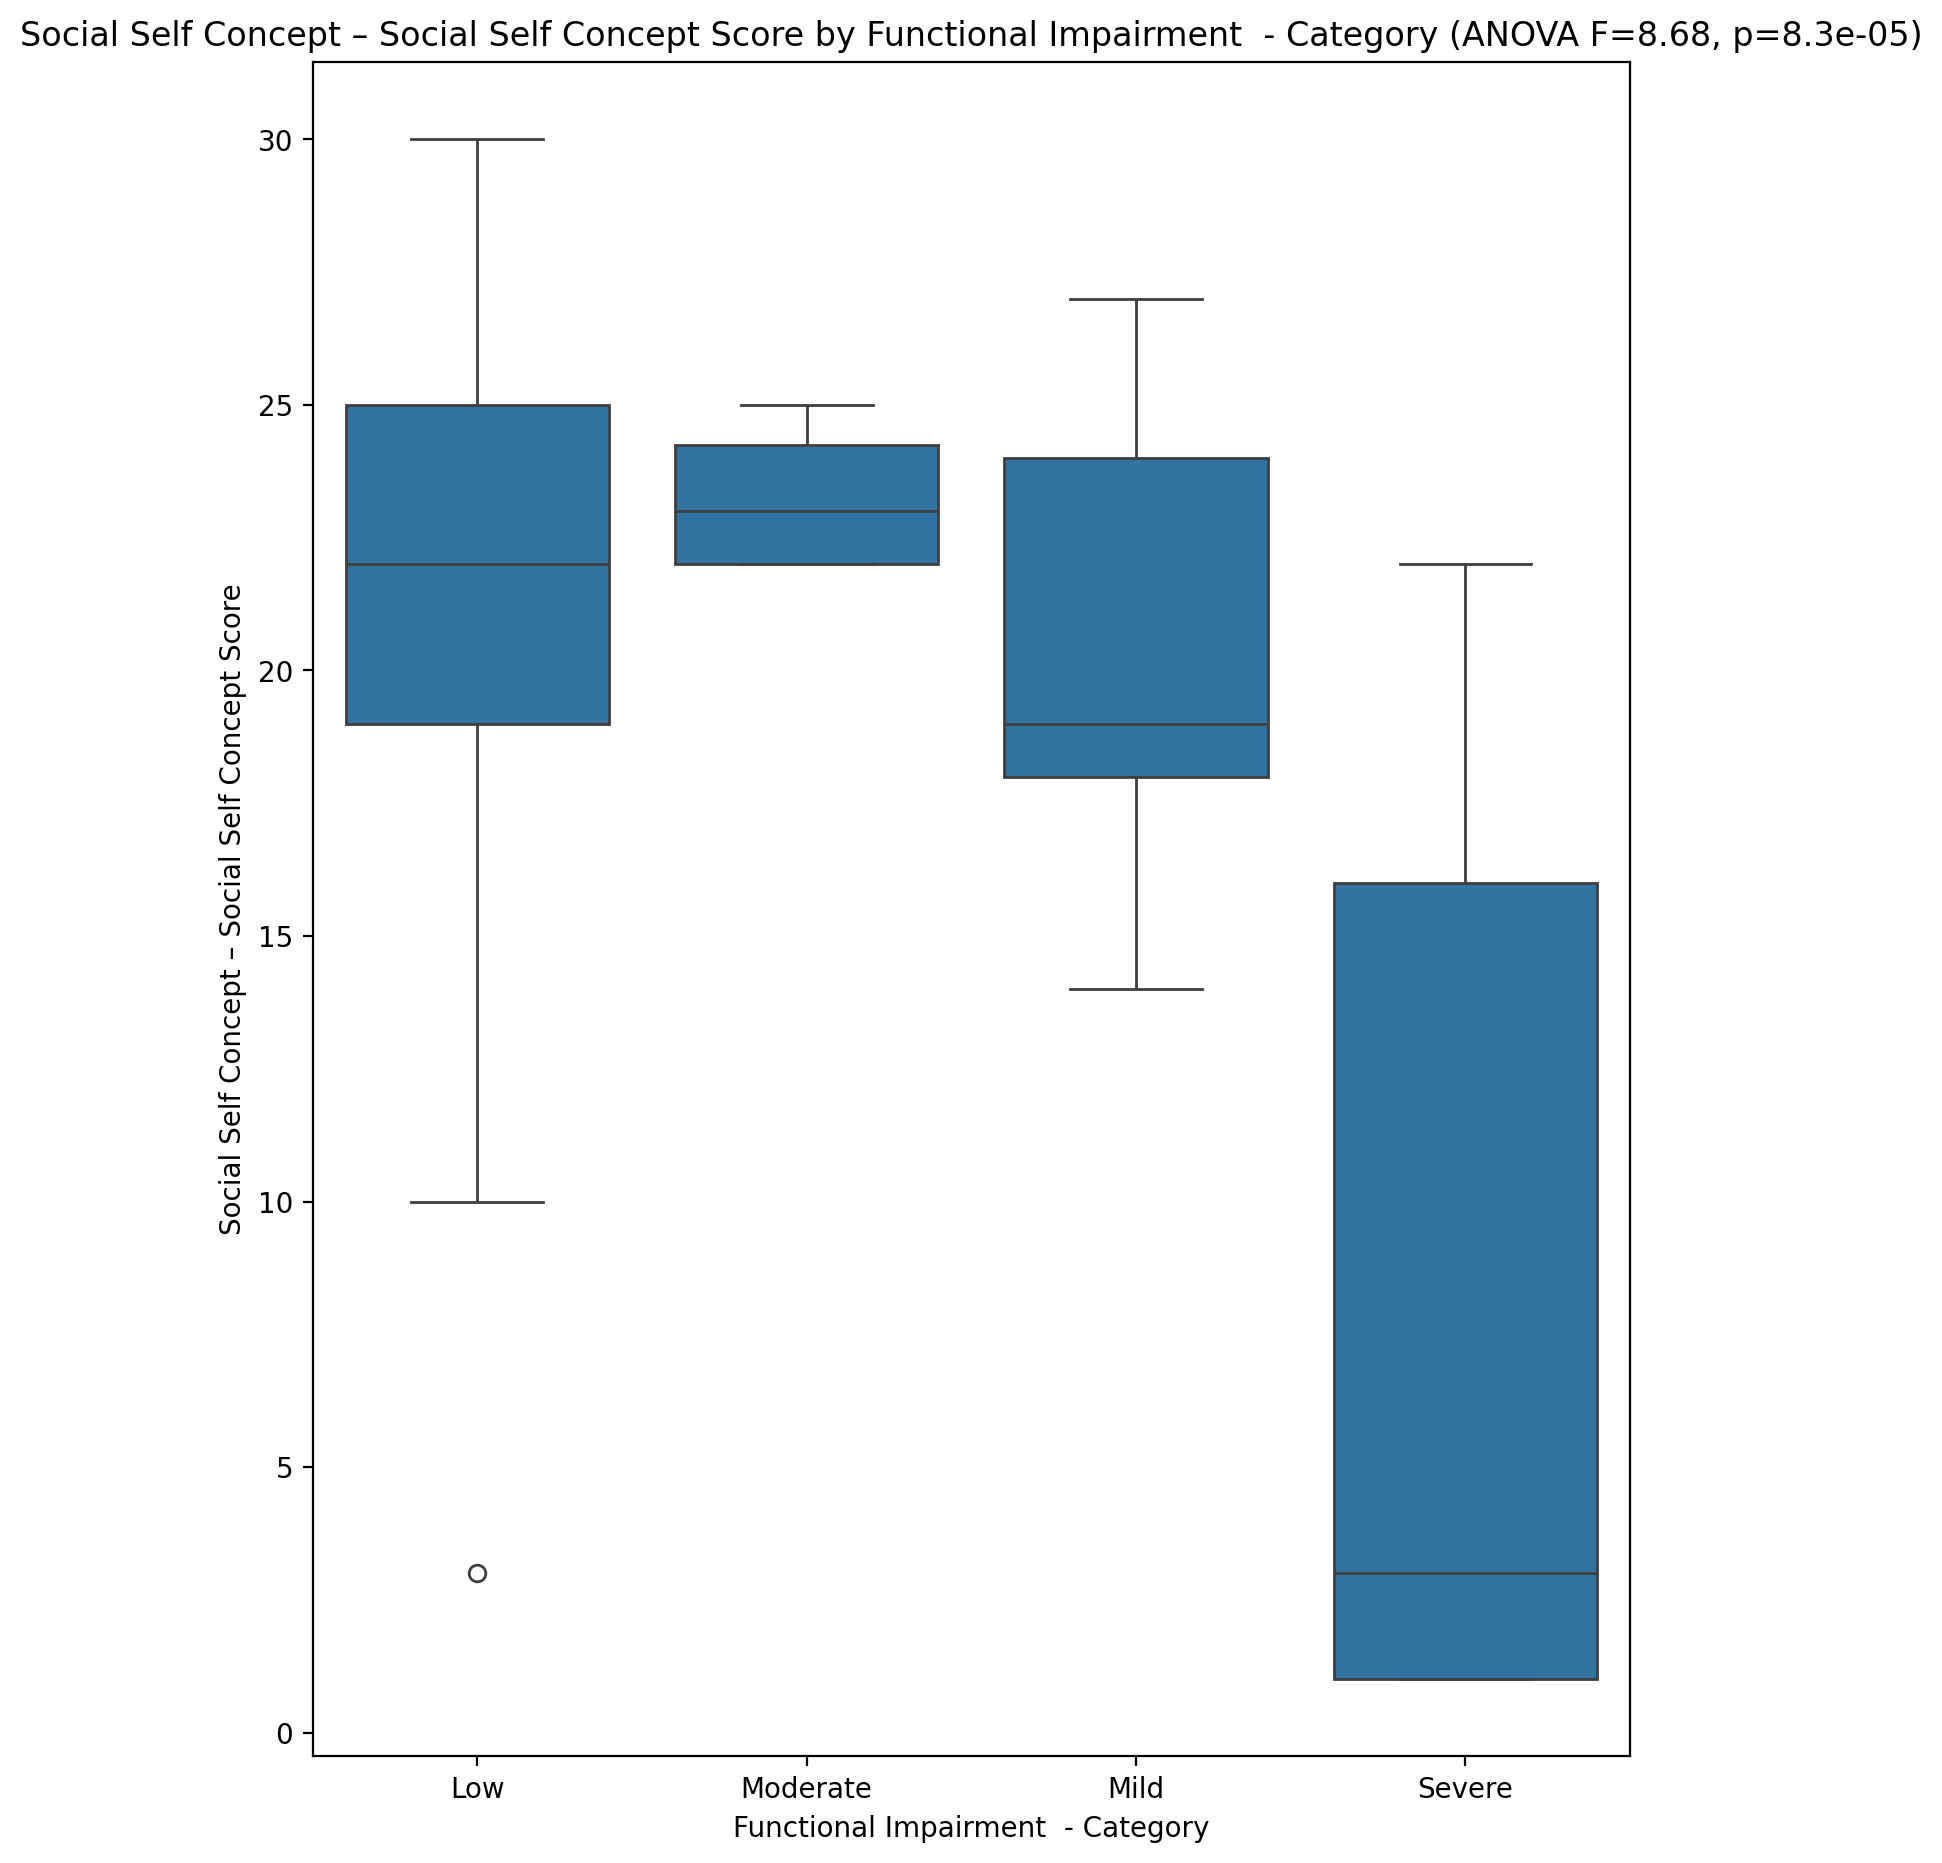 Social Self Concept – Social Self Concept Score by Functional Impairment  - Category (ANOVA F=8.68, p=8.3e-05)
Social Self Concept – Social Self Concept Score
30
25
20
15
10
5
0
Low
Moderate
Mild
Severe
Functional Impairment  - Category